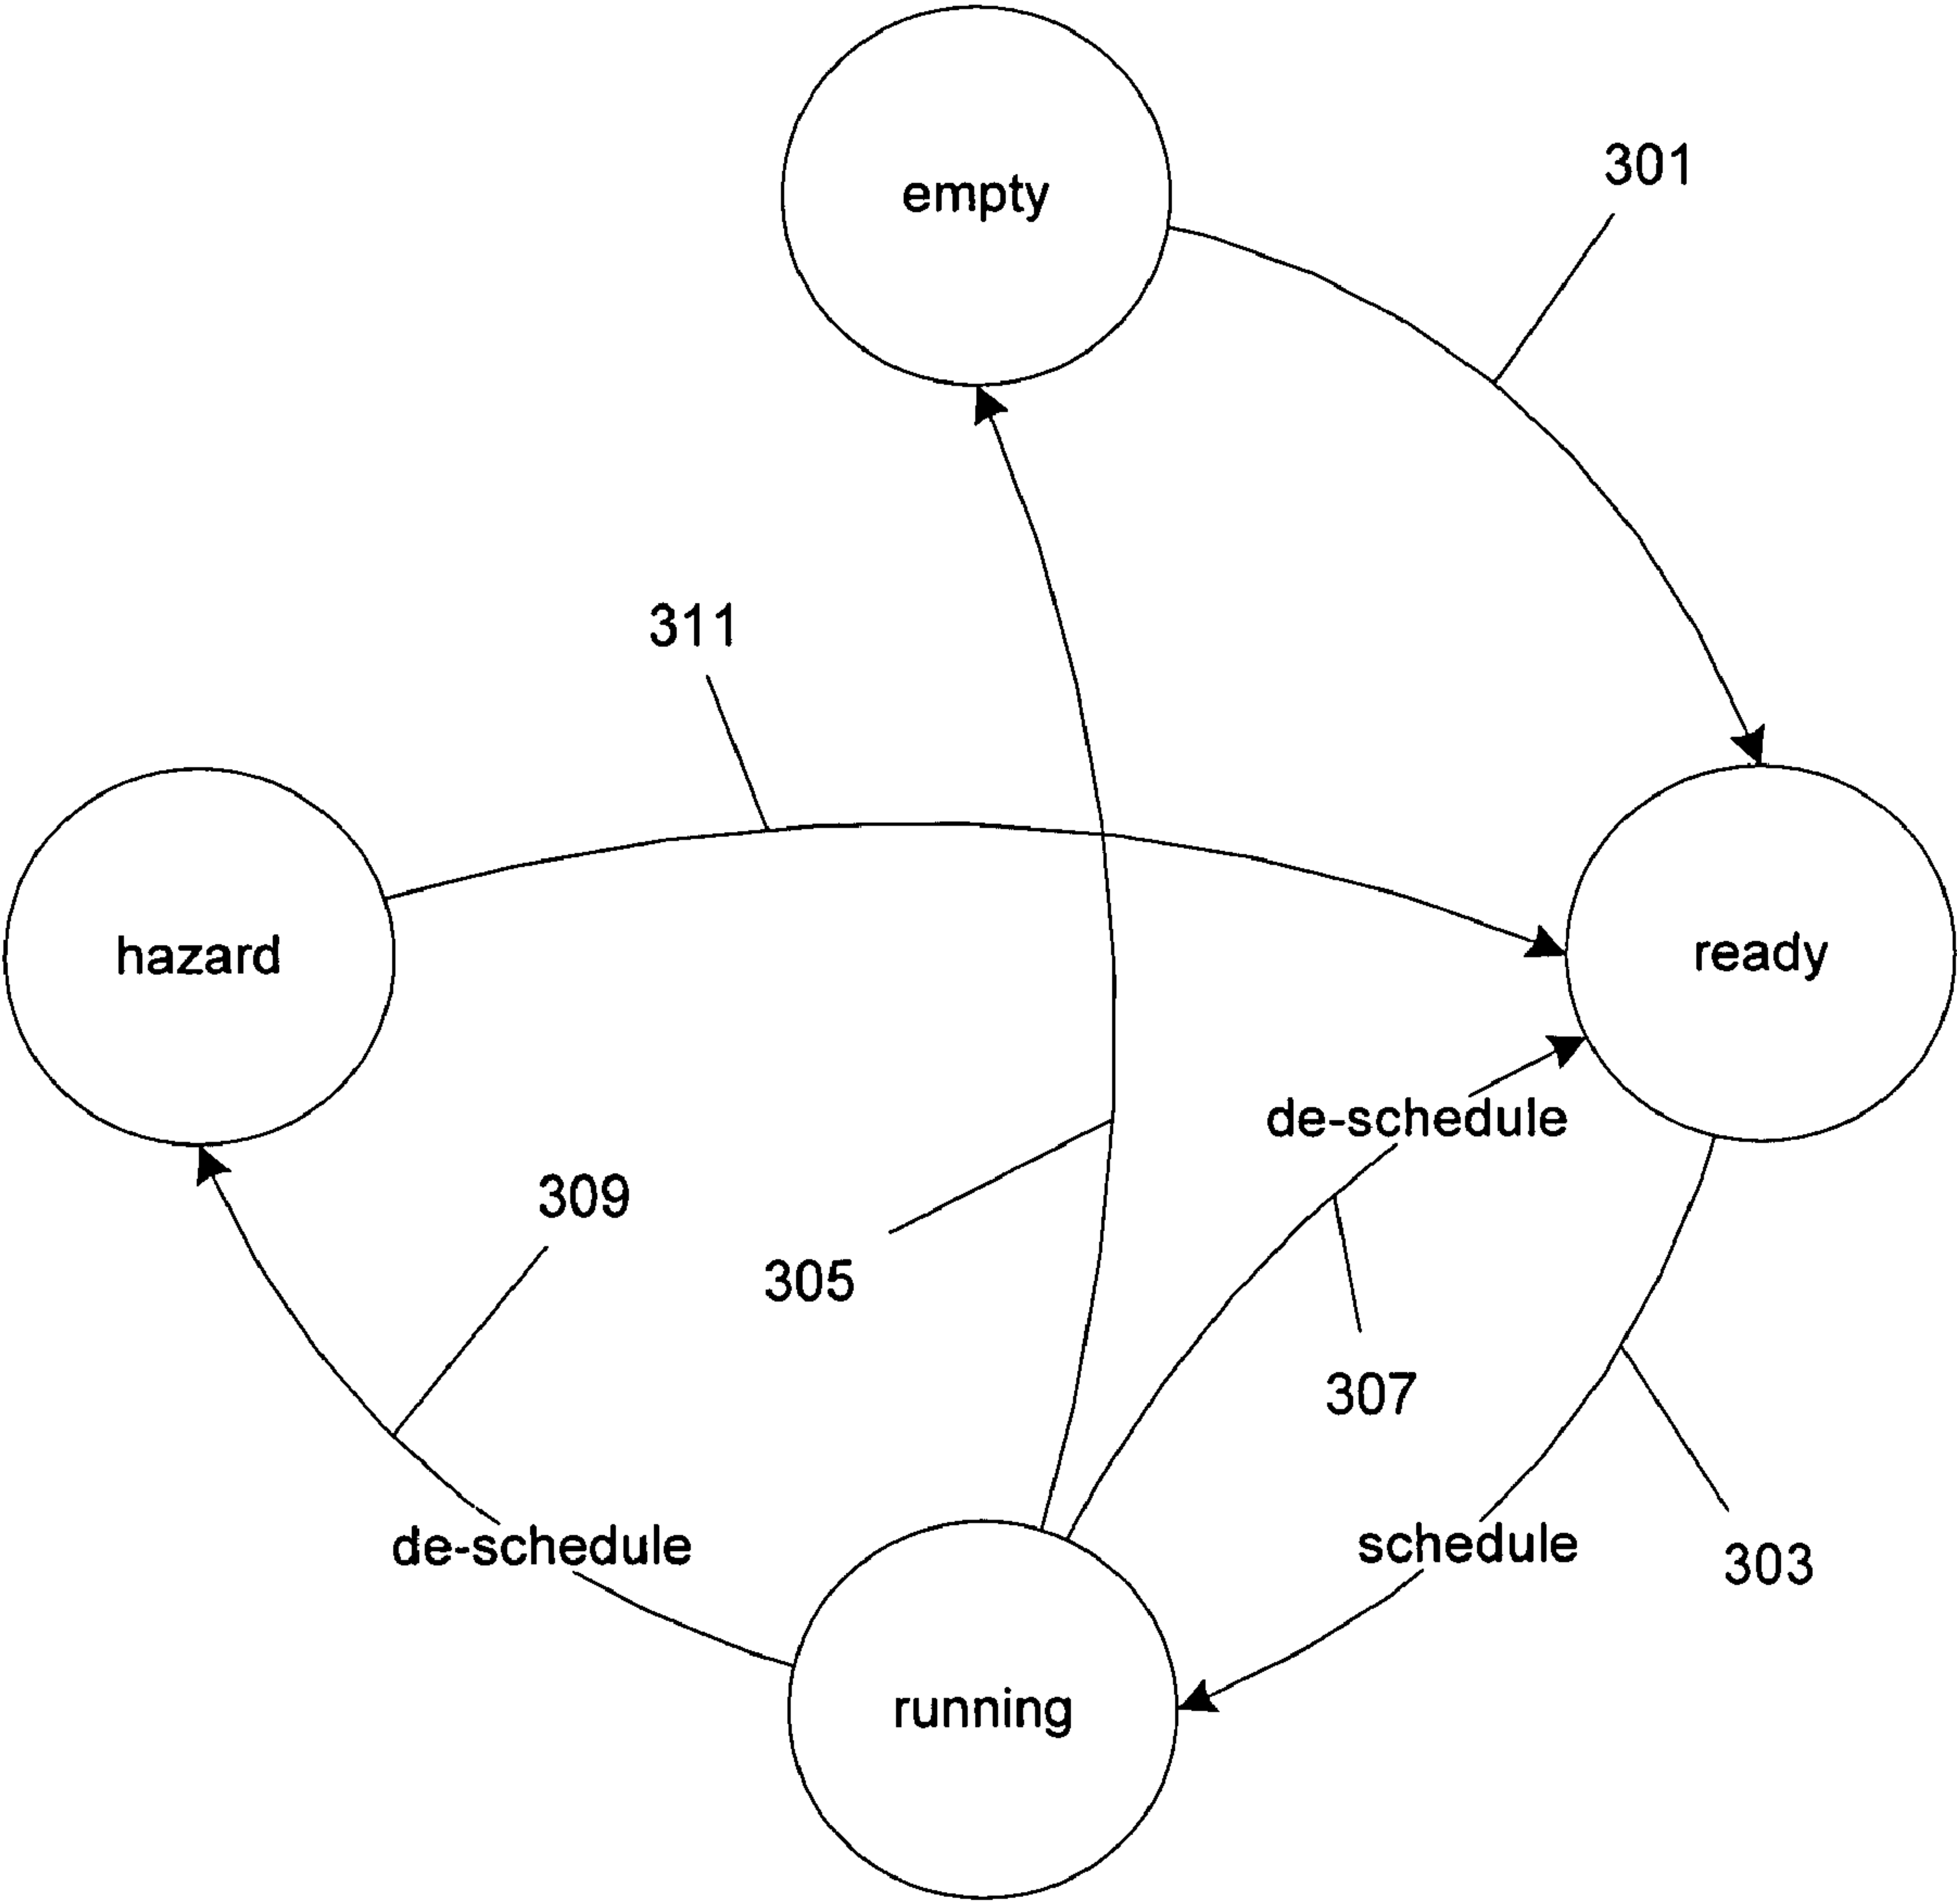 empty
301
311
hazard
ready
de-schedule
309
305
307
de-schedule
schedule
303
running